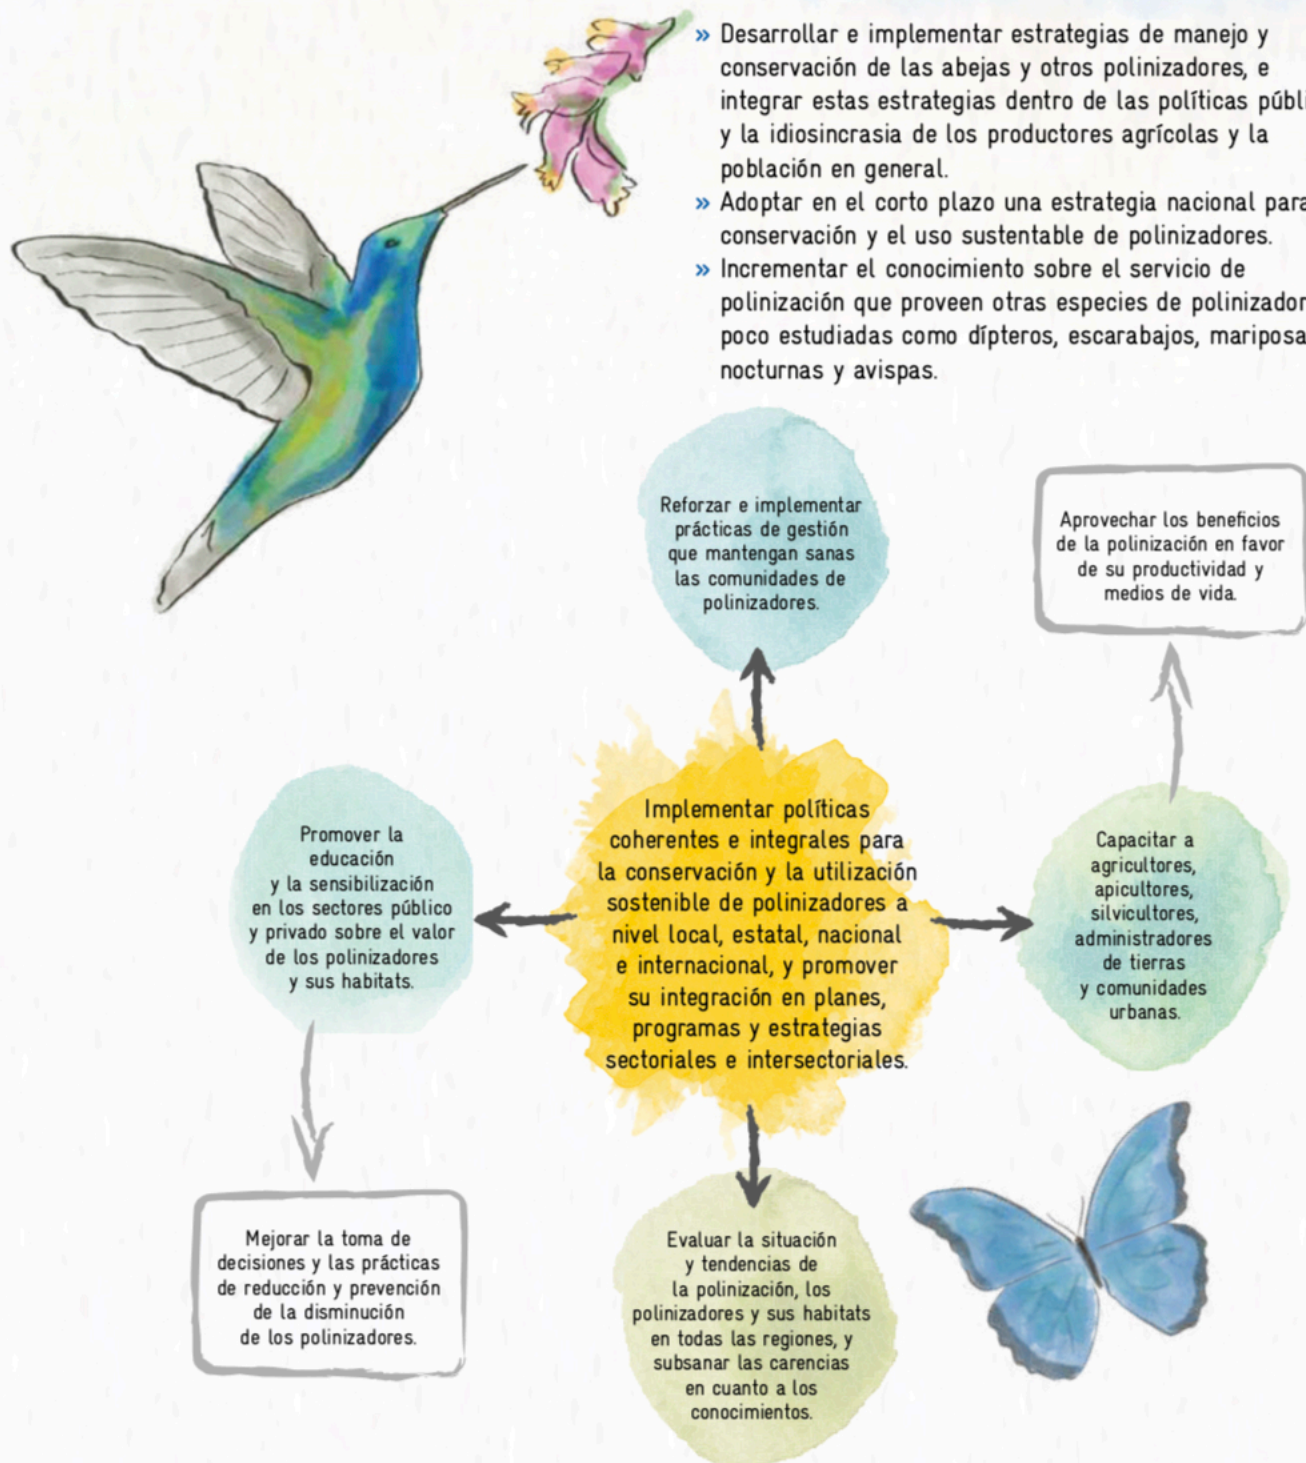 » Desarrollar e implementar estrategias de manejo y
conservación de las abejas y otros polinizadores, e
integrar estas estrategias dentro de las políticas públi
y la idiosincrasia de los productores agrícolas y la
población en general.
» Adoptar en el corto plazo una estrategia nacional para
conservación y el uso sustentable de polinizadores.
» Incrementar el conocimiento sobre el servicio de
polinización que proveen otras especies de polinizador
poco estudiadas como dípteros, escarabajos, mariposa
nocturnas y avispas.
Reforzar e implementar
prácticas de gestión
que mantengan sanas
las comunidades de
polinizadores.
Aprovechar los beneficios
de la polinización en favor
de su productividad y
medios de vida.
Promover la
educación
y la sensibilización
en los sectores público
y privado sobre el valor
de los polinizadores
y sus habitats.
Implementar políticas
coherentes e integrales para
la conservación y la utilización
sostenible de polinizadores a
nivel local, estatal, nacional
e internacional, y promover
su integración en planes,
programas y estrategias
sectoriales e intersectoriales.
Capacitar a
agricultores,
apicultores,
silvicultores,
administradores
de tierras
y comunidades
urbanas.
Mejorar la toma de
decisiones y las prácticas
de reducción y prevención
de la disminución
de los polinizadores.
Evaluar la situación
y tendencias de
la polinización, los
polinizadores y sus habitats
en todas las regiones, y
subsanar las carencias
en cuanto a los
conocimientos.